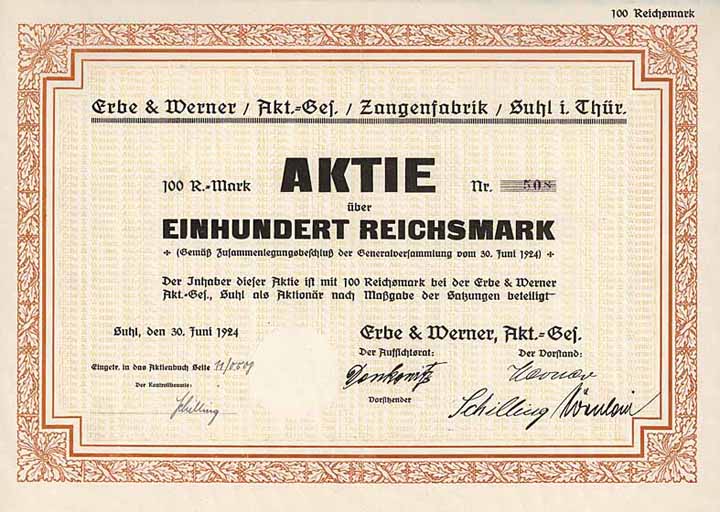 100 Reichsmark
Erbe & Werner / Akt.-Ges. / Zangenfabrik / Suhl i. Thür.
100 R.-Mark AKTIE Nr. 508
über
EINHUNDERT REICHSMARK
(Gemäß Zusammenlegungsbeschluß der Generalversammlung vom 30. Juni 1924)
Der Inhaber dieser Aktie ist mit 100 Reichsmark bei der Erbe & Werner
Akt.-Ges., Suhl als Aktionär nach Maßgabe der Satzungen beteiligt
Suhl, den 30. Juni 1924
Erbe & Werner, Akt.-Ges.
Der Aufsichtsrat: Der Vorstand:
Eingetr. in das Aktienbuch Seite
Der Kontrollbeamte:
Schilling
Vorsitzender
Schilling